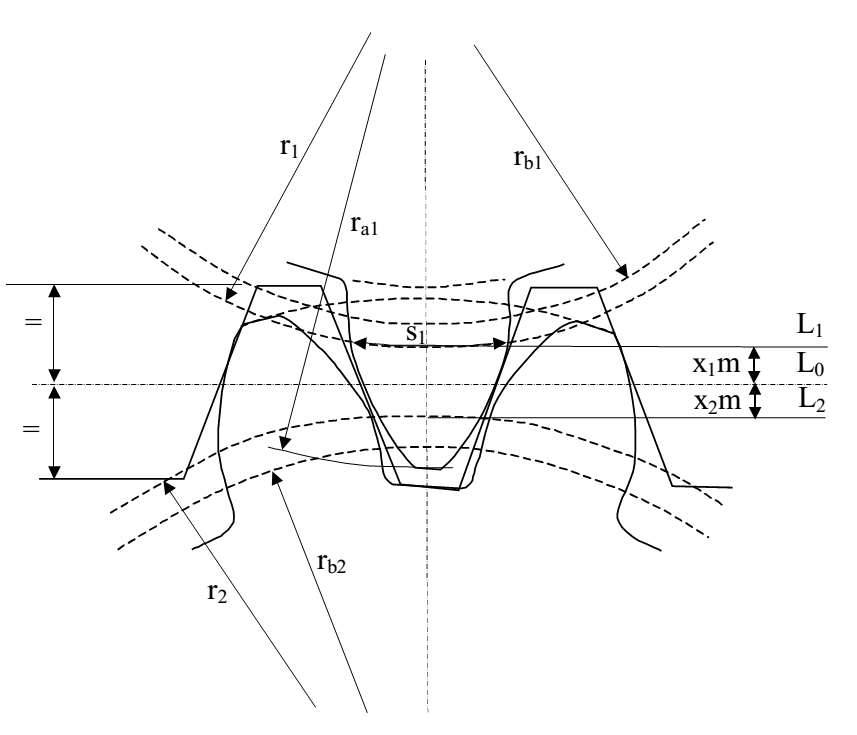 r1
rb1
ra1
=
s1
L1
x1m
L0
x2m
L2
=
rb2
r2